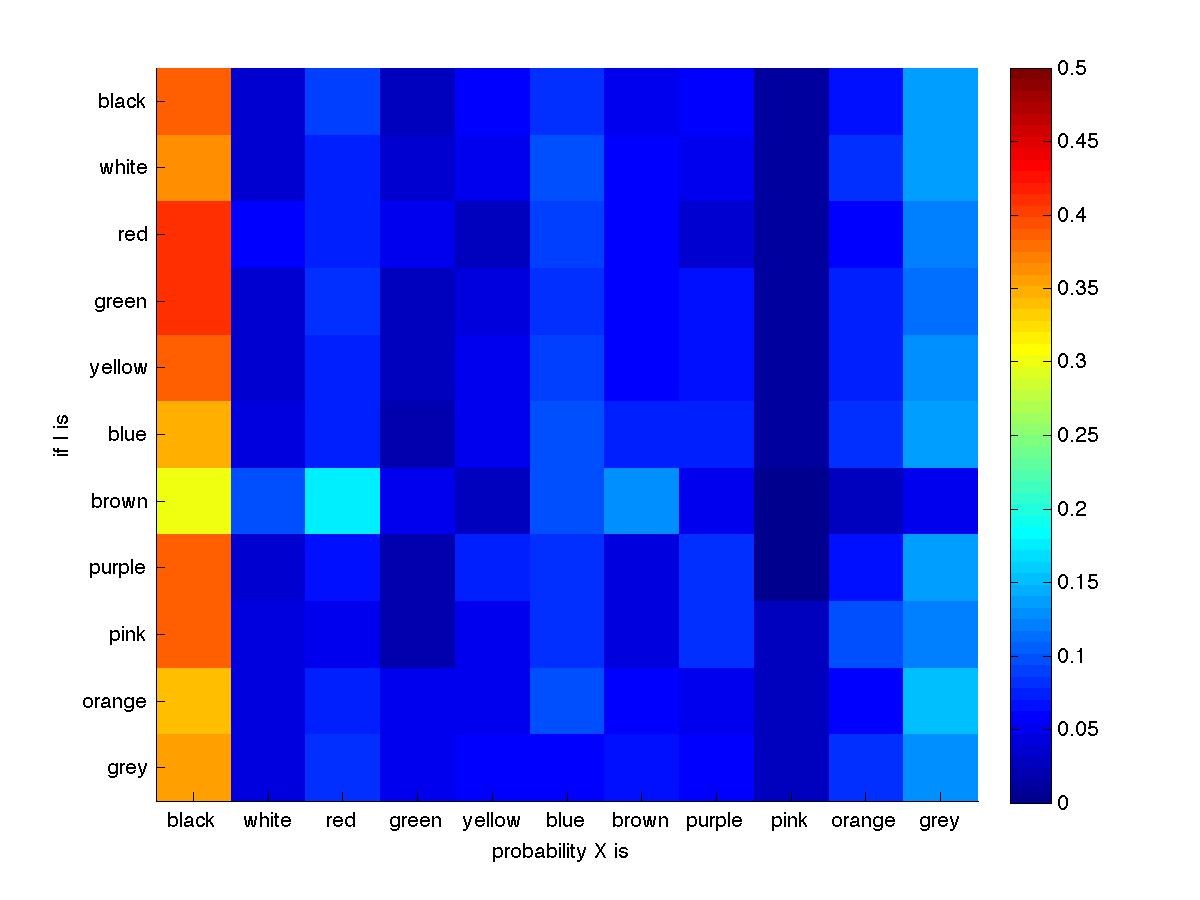 0.5
black
0.45
white
0.4
red
0.35
green
0.3
yellow
0.25
if I is
blue
0.2
brown
0.15
purple
0.1
pink
orange
0.05
grey
0
black white red green yellow blue brown purple pink orange grey
probability X is